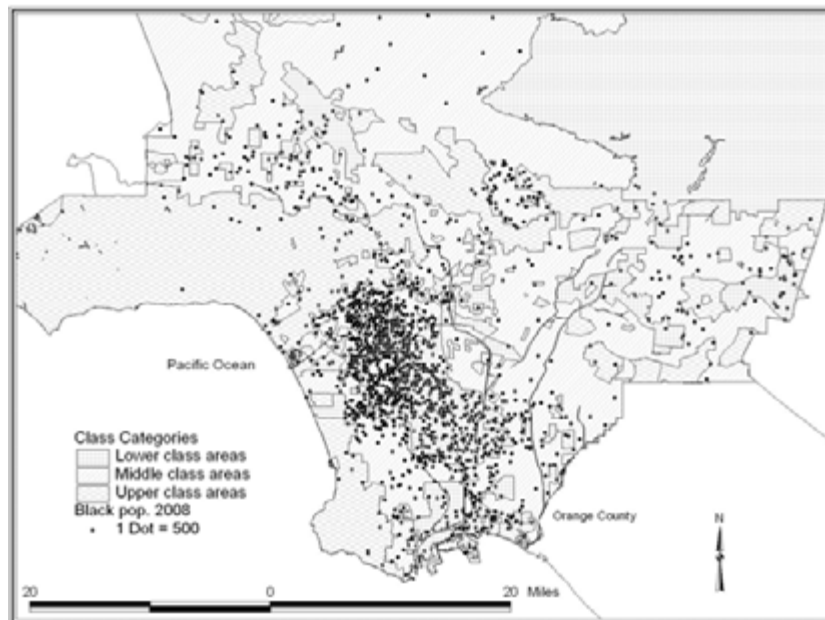 Pacific Ocean
Class Categories
Lower class areas
Middle class areas
Upper class areas
Black pop. 2008
1 Dot = 500
Orange County
N
20 0 20 Miles